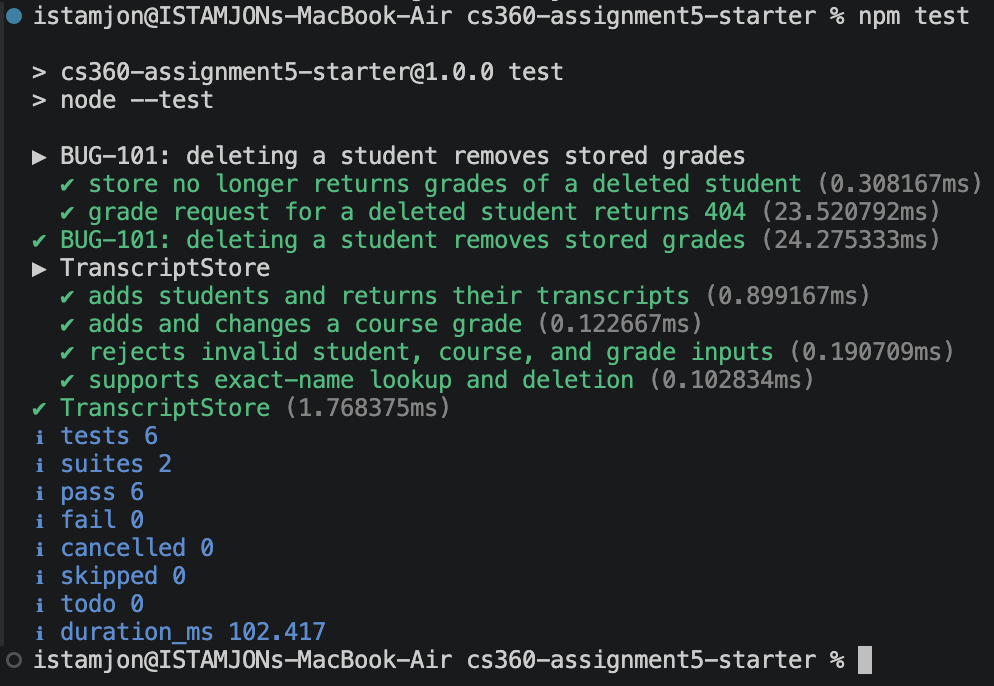 istamjon@ISTAMJONs-MacBook-Air cs360-assignment5-starter % npm test
> cs360-assignment5-starter@1.0.0 test
> node --test
▶ BUG-101: deleting a student removes stored grades
✔ store no longer returns grades of a deleted student (0.308167ms)
✔ grade request for a deleted student returns 404 (23.520792ms)
✔ BUG-101: deleting a student removes stored grades (24.275333ms)
▶ TranscriptStore
✔ adds students and returns their transcripts (0.899167ms)
✔ adds and changes a course grade (0.122667ms)
✔ rejects invalid student, course, and grade inputs (0.190709ms)
✔ supports exact-name lookup and deletion (0.102834ms)
✔ TranscriptStore (1.768375ms)
ℹ tests 6
ℹ suites 2
ℹ pass 6
ℹ fail 0
ℹ cancelled 0
ℹ skipped 0
ℹ todo 0
ℹ duration_ms 102.417
istamjon@ISTAMJONs-MacBook-Air cs360-assignment5-starter %